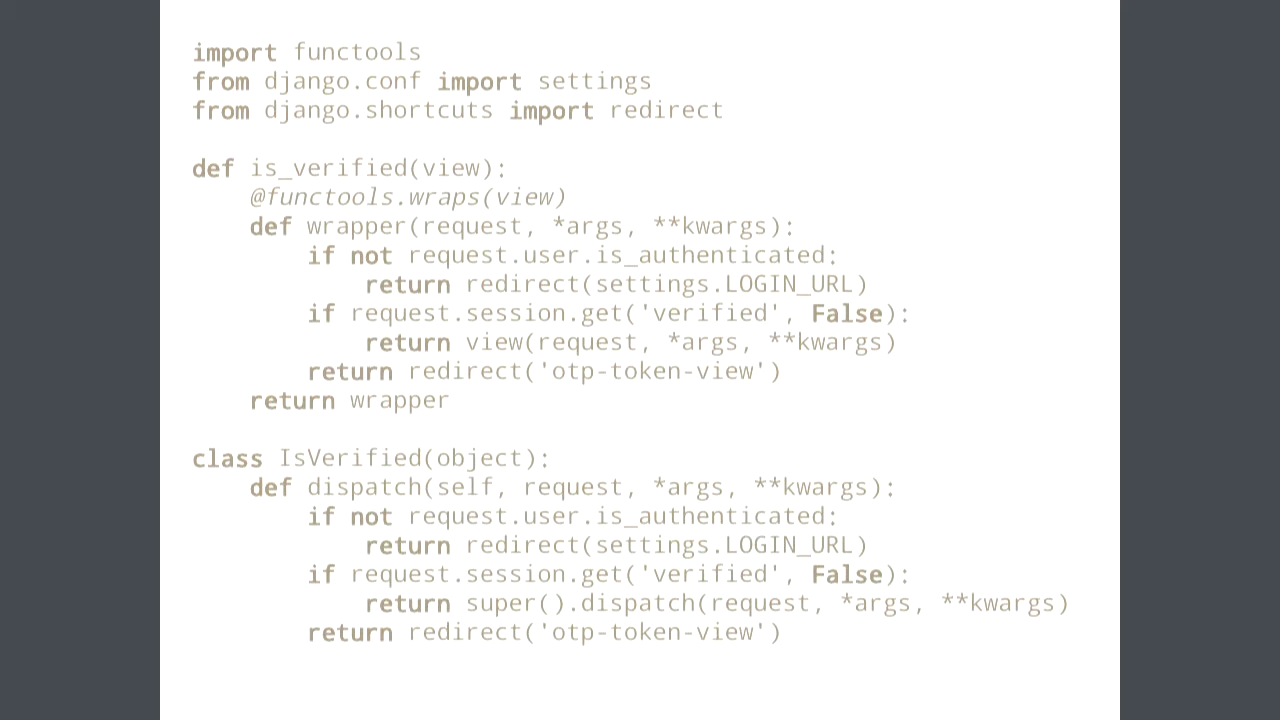 import functools
from django.conf import settings
from django.shortcuts import redirect

def is_verified(view):
    @functools.wraps(view)
    def wrapper(request, *args, **kwargs):
        if not request.user.is_authenticated:
            return redirect(settings.LOGIN_URL)
        if request.session.get('verified', False):
            return view(request, *args, **kwargs)
        return redirect('otp-token-view')
    return wrapper

class IsVerified(object):
    def dispatch(self, request, *args, **kwargs):
        if not request.user.is_authenticated:
            return redirect(settings.LOGIN_URL)
        if request.session.get('verified', False):
            return super().dispatch(request, *args, **kwargs)
        return redirect('otp-token-view')